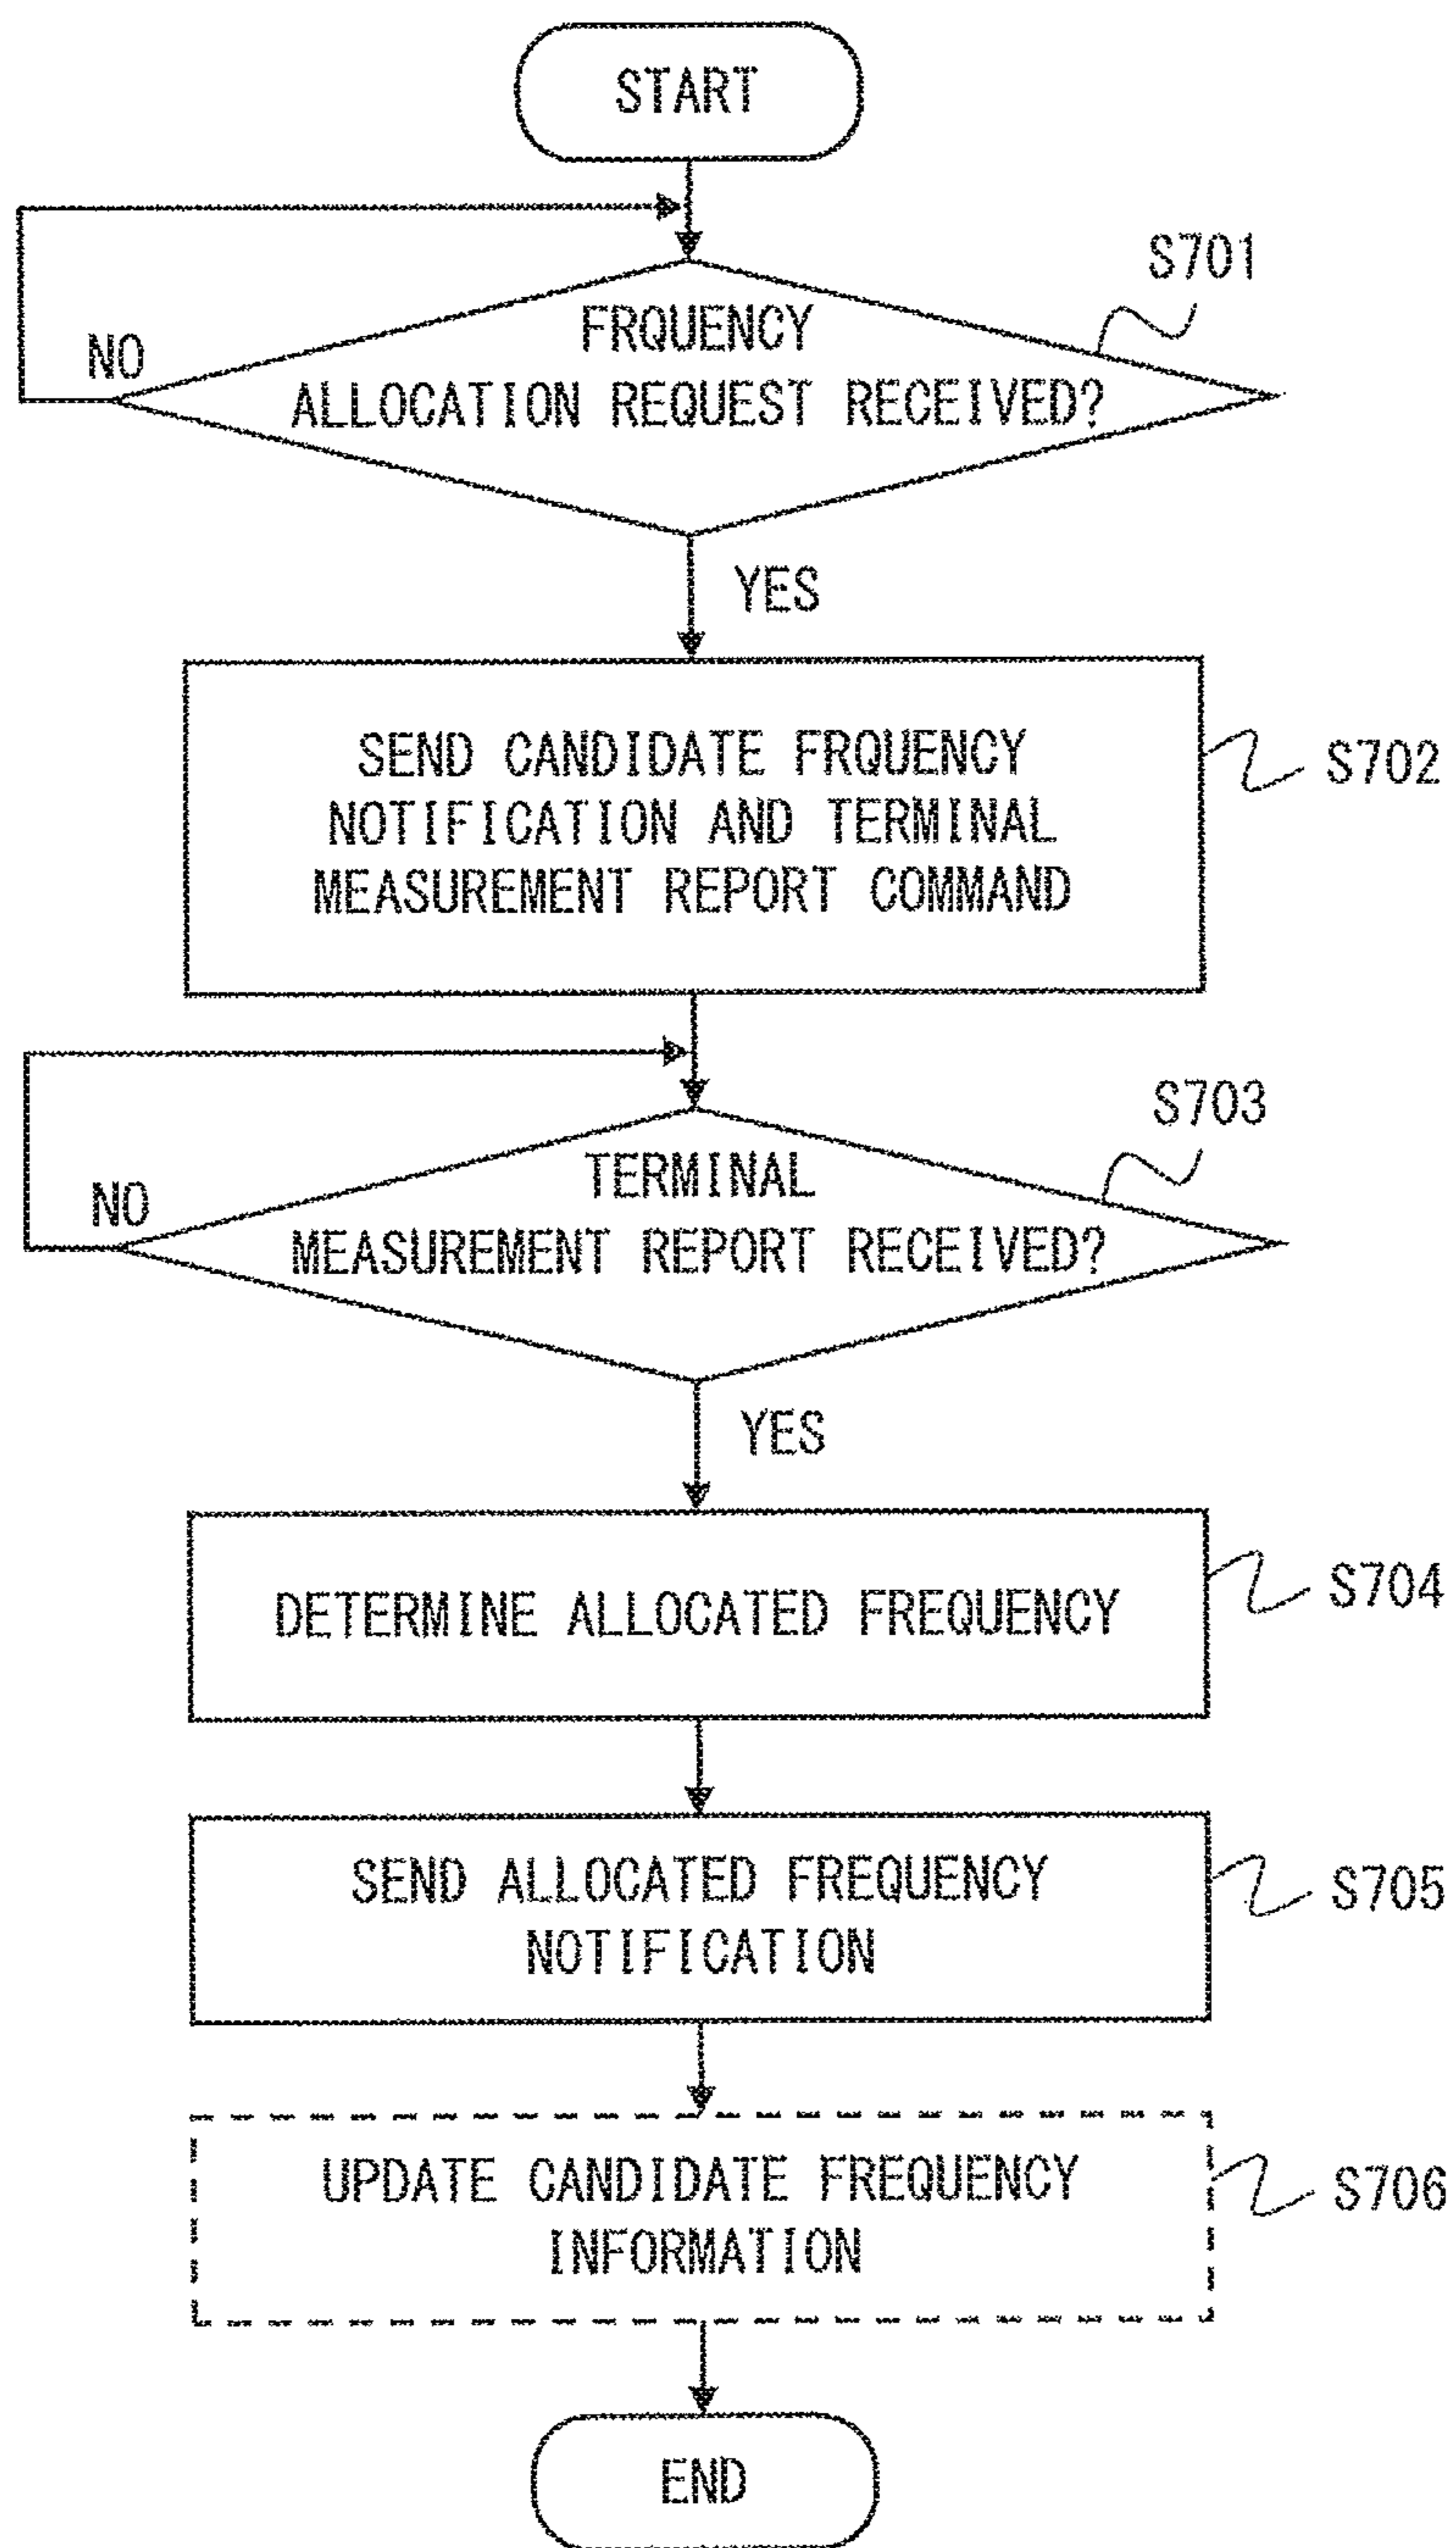 START
S701
FRQUENCY
NO
ALLOCATION REQUEST RECEIVED?
YES
SEND CANDIDATE FRQUENCY
S702
NOTIFICATION AND TERMINAL
MEASUREMENT REPORT COMMAND
S703
TERMINAL
NO
MEASUREMENT REPORT RECEIVED?
YES
S704
DETERMINE ALLOCATED FREQUENCY
SEND ALLOCATED FREQUENCY
S705
NOTIFICATION
UPDATE CANDIDATE FREQUENCY
S706
INFORMATION
END